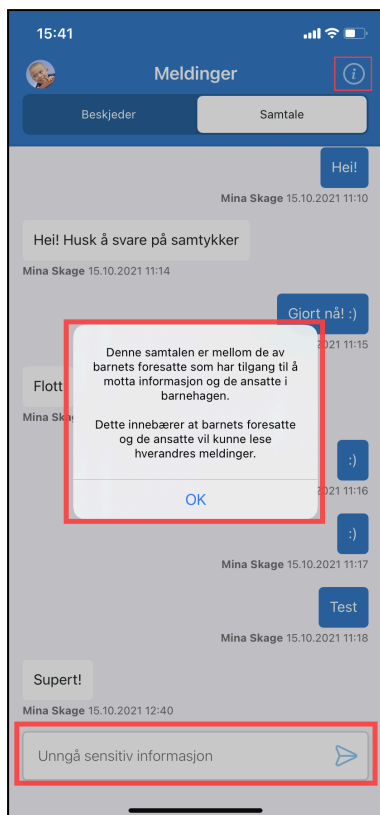 15:41
Meldinger
Beskjeder
Samtale
Hei!
Mina Skage 15.10.2021 11:10
Hei! Husk å svare på samtykker
Mina Skage 15.10.2021 11:14
Gjort nå! :)
2021 11:15
Denne samtalen er mellom de av
barnets foresatte som har tilgang til å
motta informasjon og de ansatte i
barnehagen.
Flott
Mina
Dette innebærer at barnets foresatte
og de ansatte vil kunne lese
hverandres meldinger.
:)
2021 11:16
OK
:)
Mina Skage 15.10.2021 11:17
Test
Mina Skage 15.10.2021 11:18
Supert!
Mina Skage 15.10.2021 12:40
Unngå sensitiv informasjon